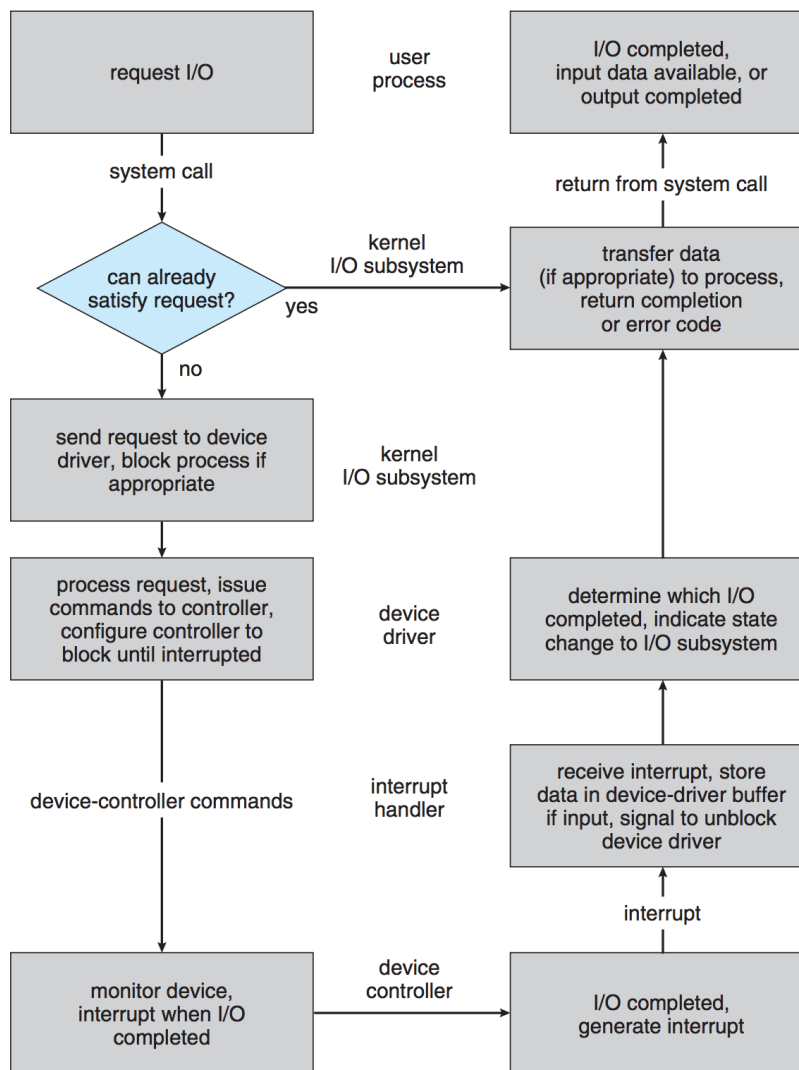 request I/O
user
process
I/O completed,
input data available, or
output completed
system call
return from system call
can already
satisfy request?
kernel
I/O subsystem
yes
transfer data
(if appropriate) to process,
return completion
or error code
no
send request to device
driver, block process if
appropriate
kernel
I/O subsystem
process request, issue
commands to controller,
configure controller to
block until interrupted
device
driver
determine which I/O
completed, indicate state
change to I/O subsystem
device-controller commands
interrupt
handler
receive interrupt, store
data in device-driver buffer
if input, signal to unblock
device driver
interrupt
monitor device,
interrupt when I/O
completed
device
controller
I/O completed,
generate interrupt